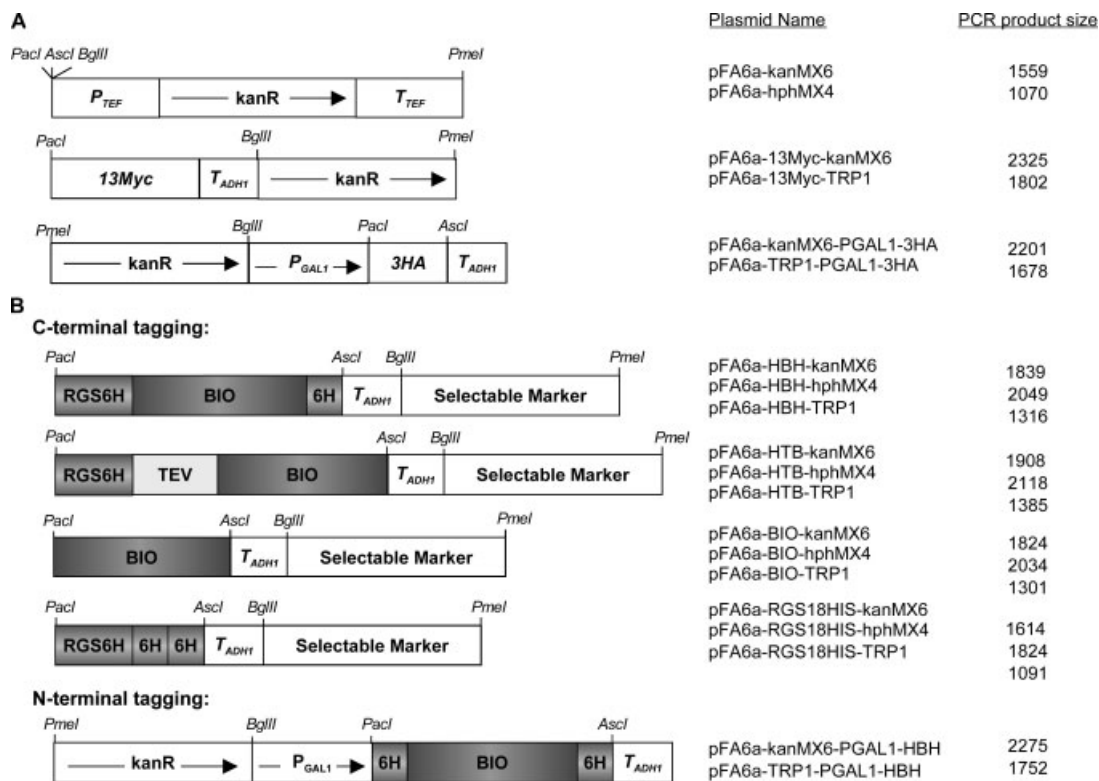 A
Plasmid Name PCR product size
PacI AscI BglII PmeI
P_TEF kanR T_TEF
pFA6a-kanMX6 1559
pFA6a-hphMX4 1070
PacI BglII PmeI
13Myc T_ADH1 kanR
pFA6a-13Myc-kanMX6 2325
pFA6a-13Myc-TRP1 1802
PmeI BglII PacI AscI
kanR P_GAL1 3HA T_ADH1
pFA6a-kanMX6-PGAL1-3HA 2201
pFA6a-TRP1-PGAL1-3HA 1678
B
C-terminal tagging:
PacI AscI BglII PmeI
RGS6H BIO 6H T_ADH1 Selectable Marker
pFA6a-HBH-kanMX6 1839
pFA6a-HBH-hphMX4 2049
pFA6a-HBH-TRP1 1316
PacI AscI BglII PmeI
RGS6H TEV BIO T_ADH1 Selectable Marker
pFA6a-HTB-kanMX6 1908
pFA6a-HTB-hphMX4 2118
pFA6a-HTB-TRP1 1385
PacI AscI BglII PmeI
BIO T_ADH1 Selectable Marker
pFA6a-BIO-kanMX6 1824
pFA6a-BIO-hphMX4 2034
pFA6a-BIO-TRP1 1301
PacI AscI BglII PmeI
RGS6H 6H 6H T_ADH1 Selectable Marker
pFA6a-RGS18HIS-kanMX6 1614
pFA6a-RGS18HIS-hphMX4 1824
pFA6a-RGS18HIS-TRP1 1091
N-terminal tagging:
PmeI BglII PacI AscI
kanR P_GAL1 6H BIO 6H T_ADH1
pFA6a-kanMX6-PGAL1-HBH 2275
pFA6a-TRP1-PGAL1-HBH 1752